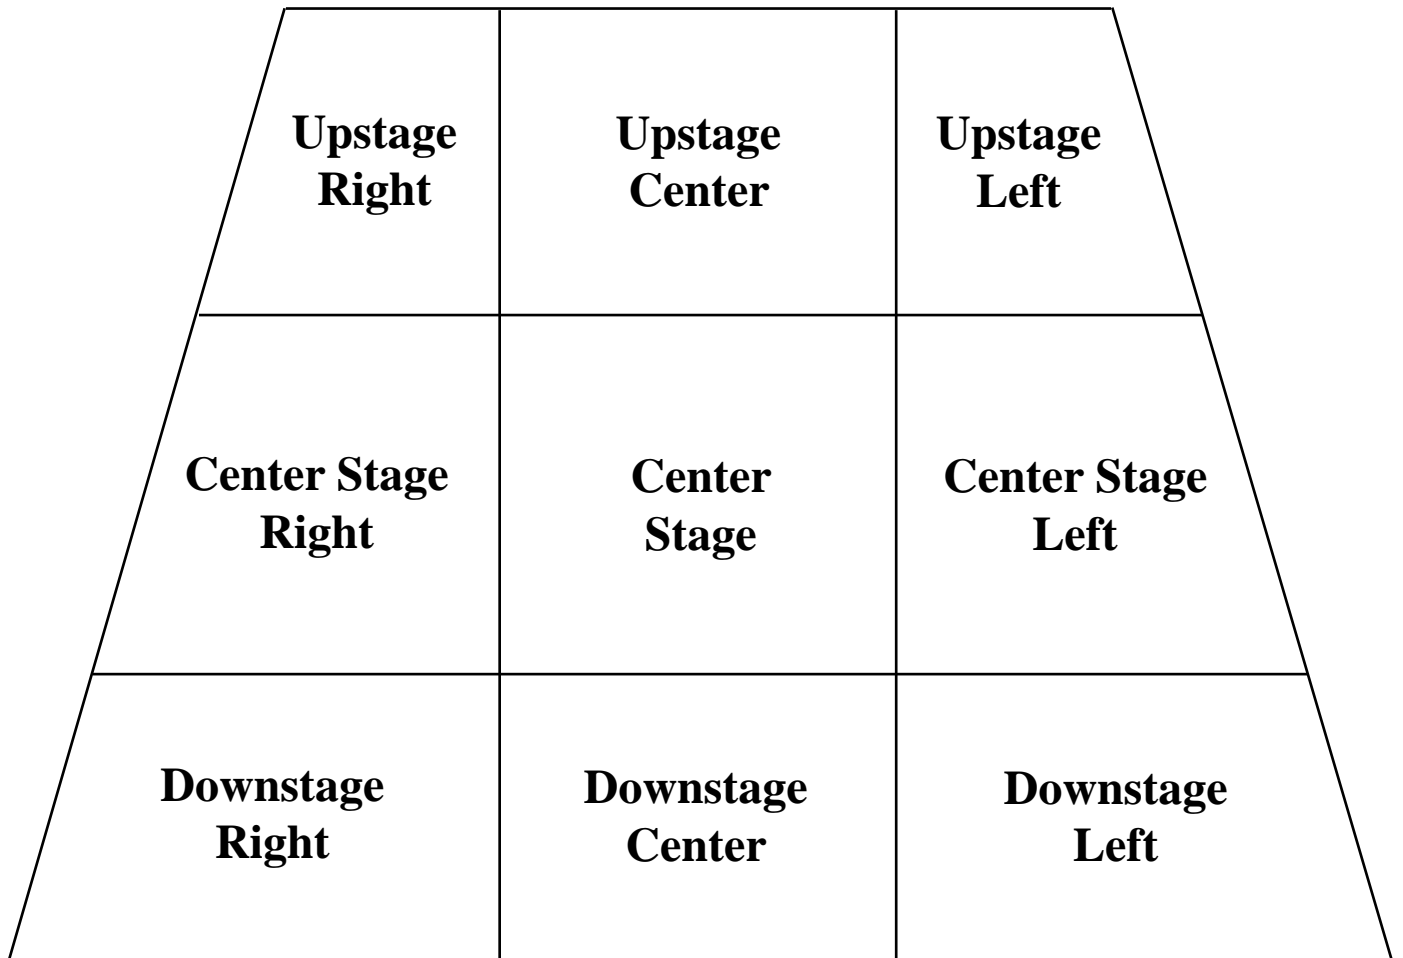 Upstage
Right
Upstage
Center
Upstage
Left
Center Stage
Right
Center
Stage
Center Stage
Left
Downstage
Right
Downstage
Center
Downstage
Left